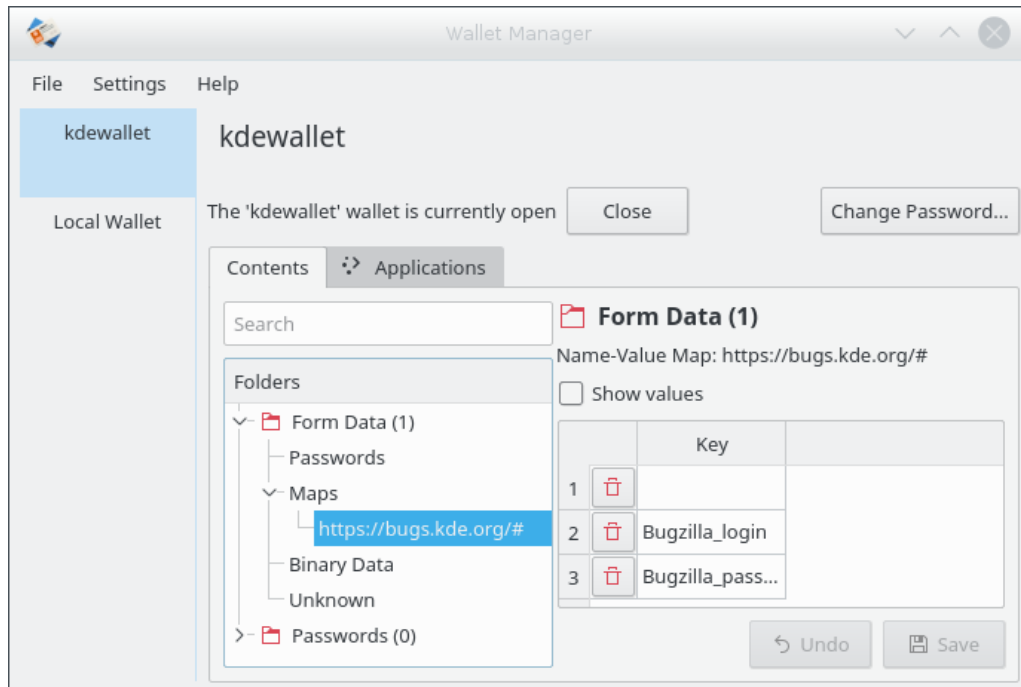 Wallet Manager
File Settings Help
kdewallet
Local Wallet
kdewallet
The 'kdewallet' wallet is currently open Close Change Password...
Contents Applications
Search
Folders
Form Data (1)
Passwords
Maps
https://bugs.kde.org/#
Binary Data
Unknown
Passwords (0)
Form Data (1)
Name-Value Map: https://bugs.kde.org/#
Show values
Key
1
2 Bugzilla_login
3 Bugzilla_pass...
Undo Save